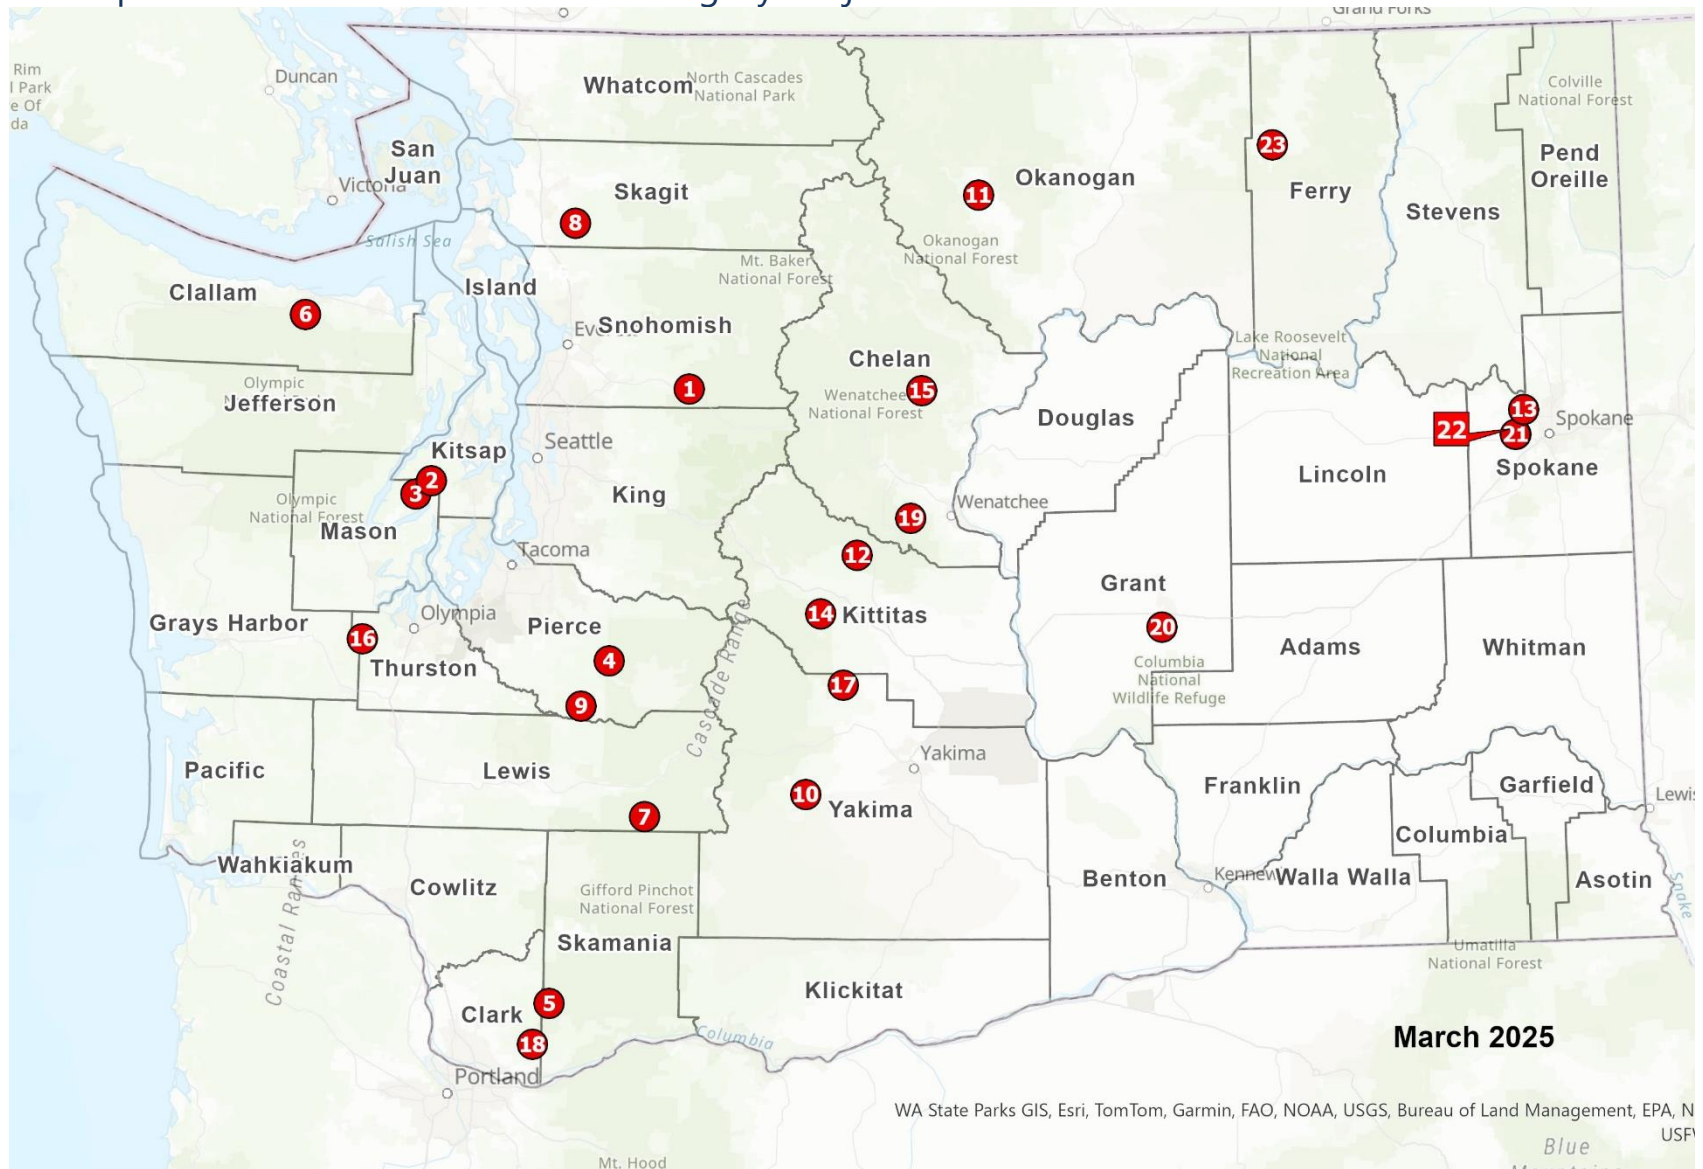 Grand Forks
Rim
l Park
e Of
da
Duncan
Whatcom
North Cascades
National Park
Colville
National Forest
San
Juan
Victoria
Skagit
8
11
Okanogan
23
Ferry
Pend
Oreille
Stevens
Salish Sea
Mt. Baker
National Forest
Okanogan
National Forest
Clallam
6
Island
Snohomish
Lake Roosevelt
National
Recreation Area
Chelan
1
15
Wenatchee
National Forest
Olympic
Jefferson
Douglas
13
22
21
Spokane
Spokane
Seattle
Kitsap
2
3
Lincoln
King
Olympic
National Forest
Mason
19
Wenatchee
Tacoma
12
Grant
14
Kittitas
Olympia
Grays Harbor
Pierce
16
Thurston
4
20
Adams
Whitman
Columbia
National
Wildlife Refuge
17
9
Cascade Range
Yakima
Pacific
Lewis
10
Yakima
Franklin
Garfield
Lewis
7
Columbia
Wahkiakum
Cowlitz
Gifford Pinchot
National Forest
Benton
Kennew
Walla Walla
Asotin
Snake
Coastal Ranges
Skamania
Umatilla
National Forest
Klickitat
5
Clark
18
Columbia
March 2025
Portland
WA State Parks GIS, Esri, TomTom, Garmin, FAO, NOAA, USGS, Bureau of Land Management, EPA, N
USFW
Blue
Mt. Hood